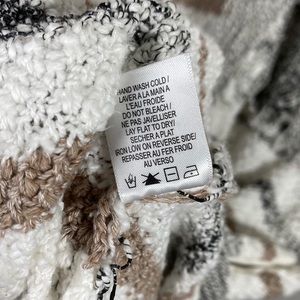 HAND WASH COLD/
LAVER À LA MAIN À
L'EAU FROIDE
DO NOT BLEACH/
NE PAS JAVELLISER
LAY FLAT TO DRY/
SECHER A PLAT
IRON LOW ON REVERSE SIDE/
REPASSER AU FER FROID
AU VERSO